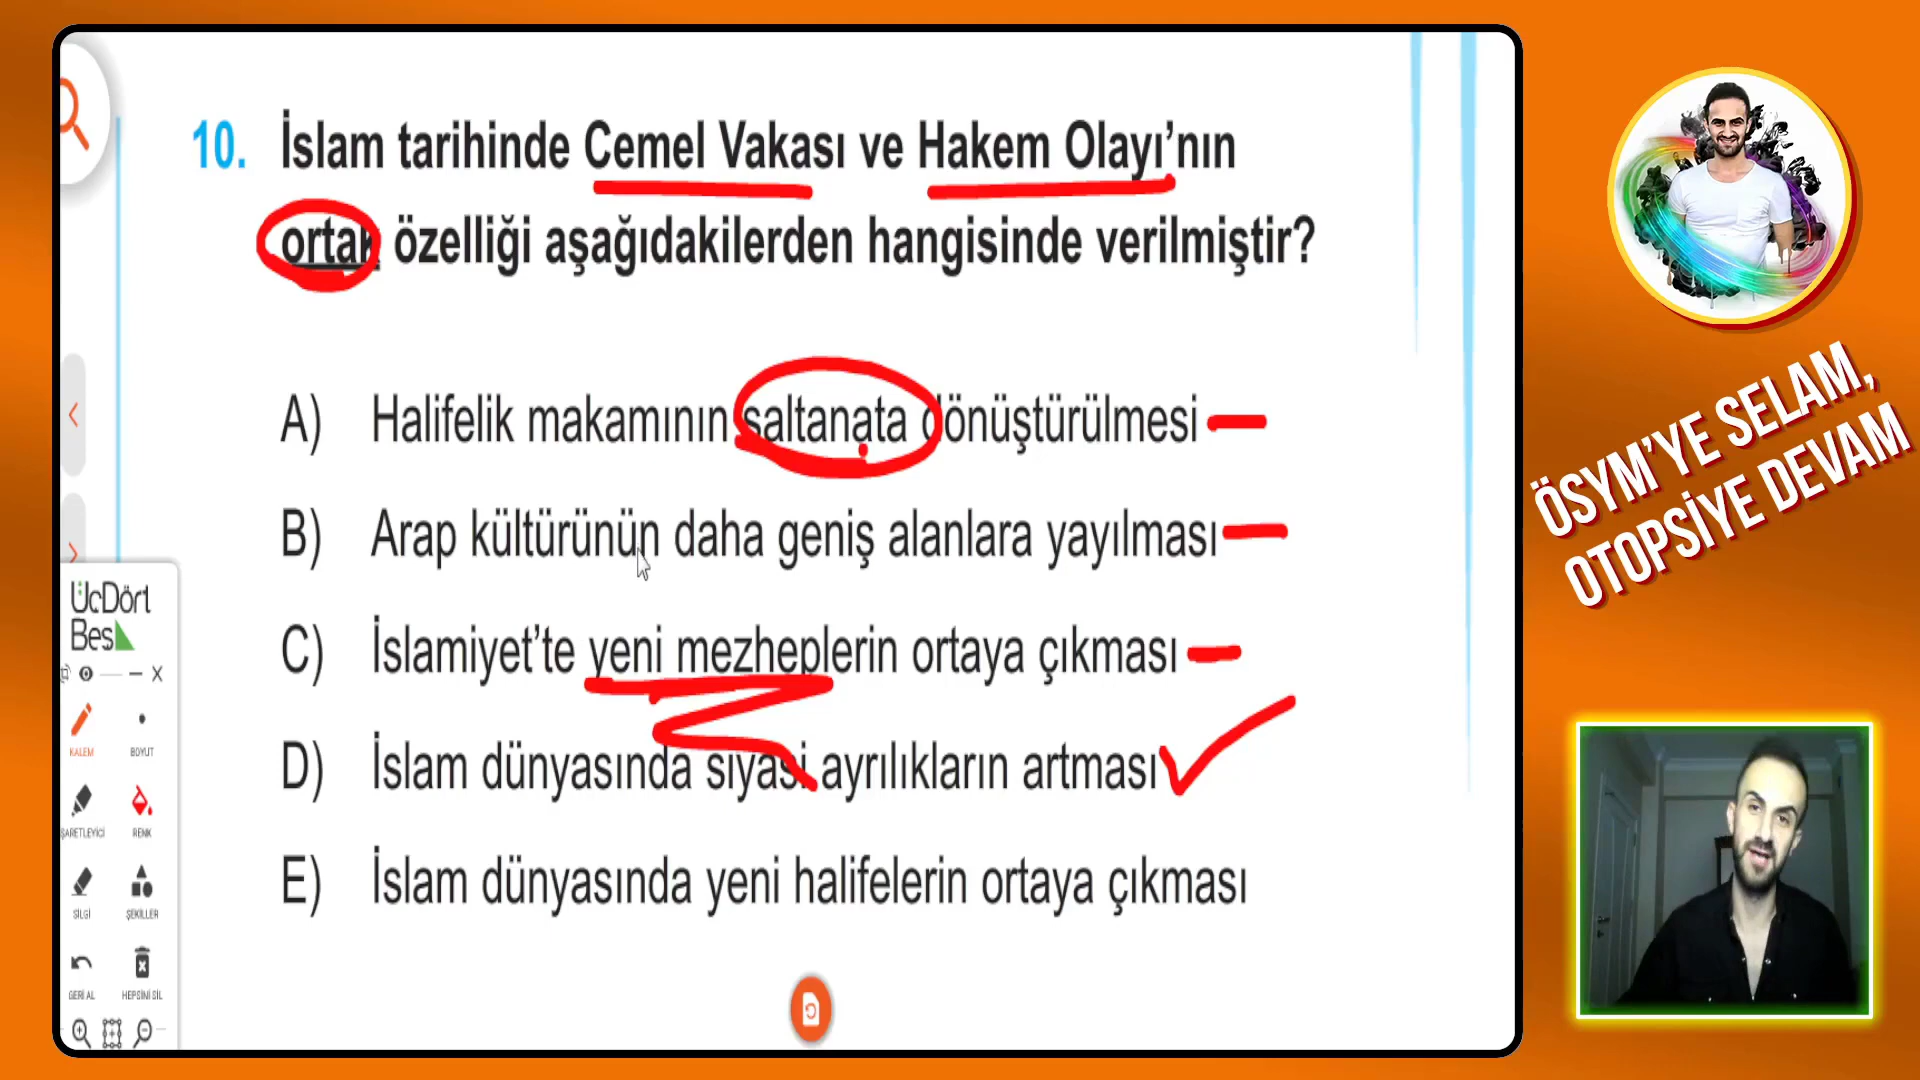 10. İslam tarihinde Cemel Vakası ve Hakem Olayı’nın
ortak özelliği aşağıdakilerden hangisinde verilmiştir?
A) Halifelik makamının saltanata dönüştürülmesi
B) Arap kültürünün daha geniş alanlara yayılması
C) İslamiyet’te yeni mezheplerin ortaya çıkması
D) İslam dünyasında siyasi ayrılıkların artması
E) İslam dünyasında yeni halifelerin ortaya çıkması
ÜçDört
Beş
KALEM
BOYUT
ŞARETLEYİCİ
RENK
SİLGİ
ŞEKİLLER
GERİ AL
HEPSİNİ SİL
ÖSYM’YE SELAM,
OTOPSİYE DEVAM